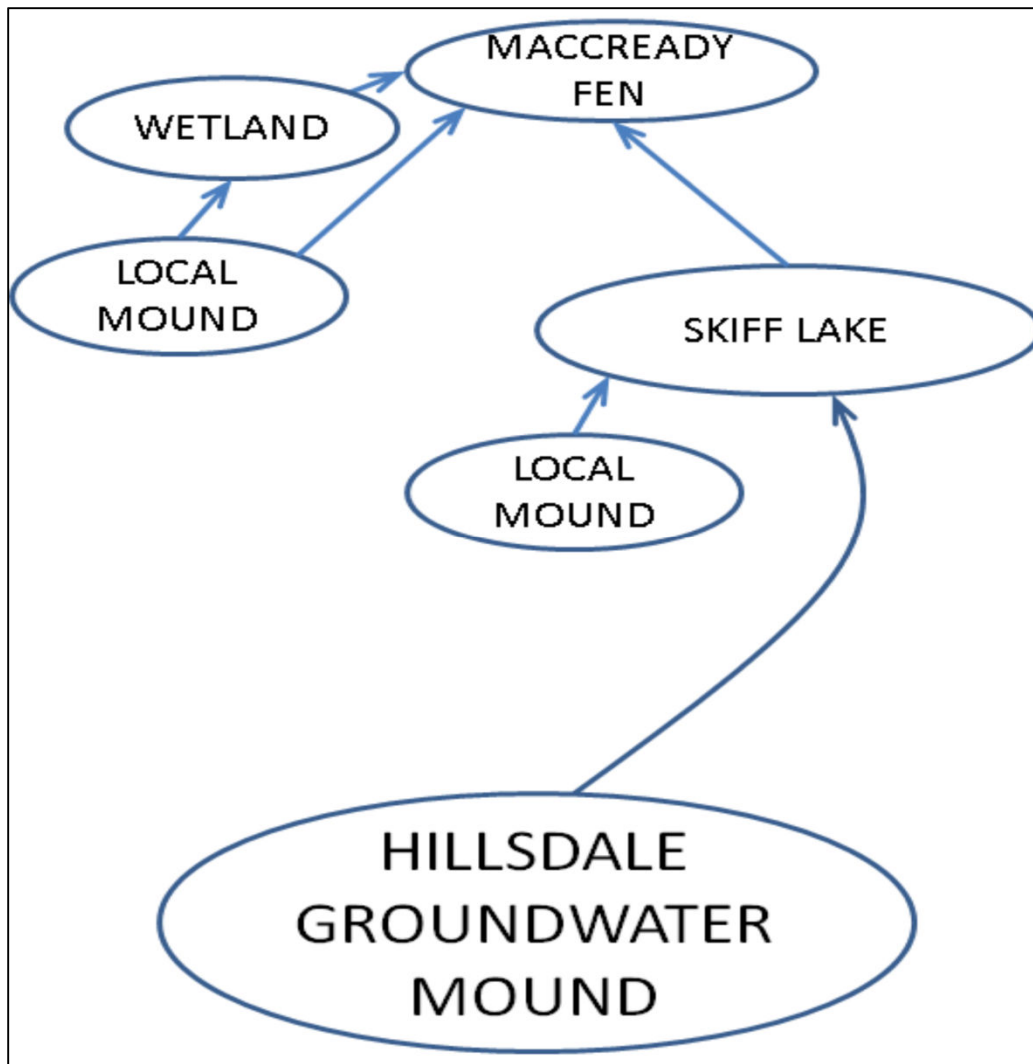 MACCREADY
FEN
WETLAND
LOCAL
MOUND
SKIFF LAKE
LOCAL
MOUND
HILLSDALE
GROUNDWATER
MOUND